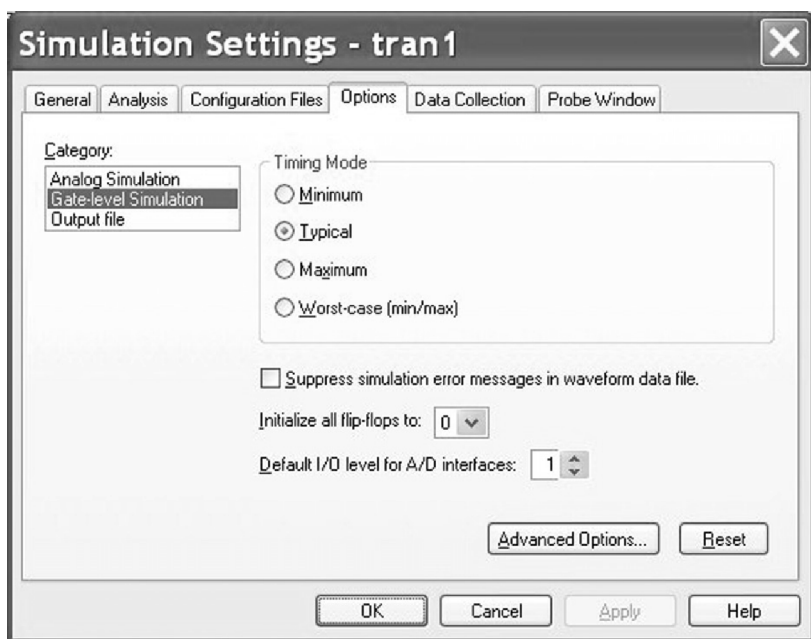 Simulation Settings - tran1
General Analysis Configuration Files Options Data Collection Probe Window
Category:
Analog Simulation
Gate-level Simulation
Output file
Timing Mode
Minimum
Typical
Maximum
Worst-case (min/max)
Suppress simulation error messages in waveform data file.
Initialize all flip-flops to: 0
Default I/O level for A/D interfaces: 1
Advanced Options... Reset
OK Cancel Apply Help